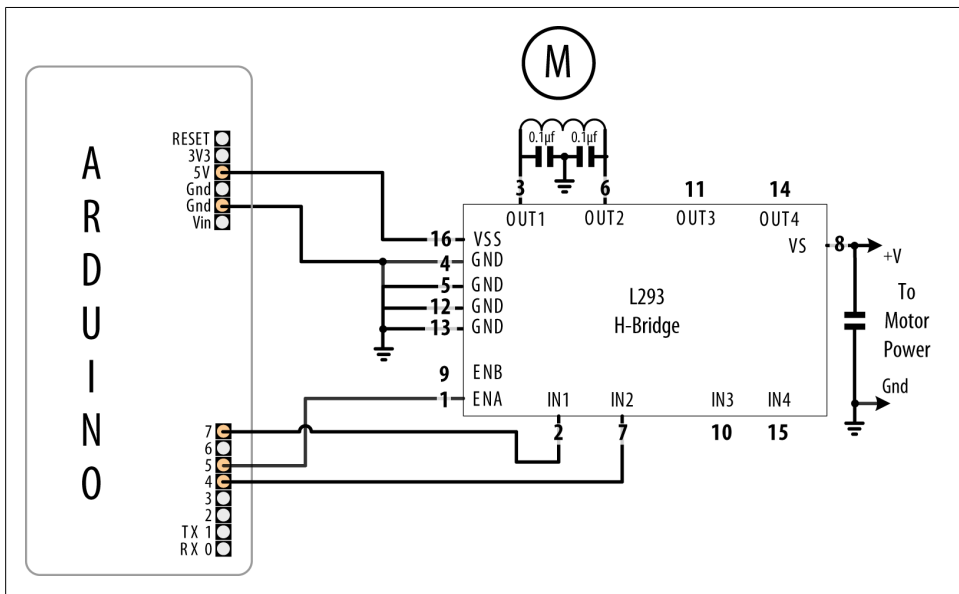 M
0.1µf 0.1µf
ARDUINO
RESET
3V3
5V
Gnd
Gnd
Vin
3 6 11 14
OUT1 OUT2 OUT3 OUT4
16 VSS
4 GND
5 GND
12 GND
13 GND
VS 8
+V
To
Motor
Power
Gnd
L293
H-Bridge
9 ENB
1 ENA
IN1 IN2 IN3 IN4
2 7 10 15
7
6
5
4
3
2
TX 1
RX 0